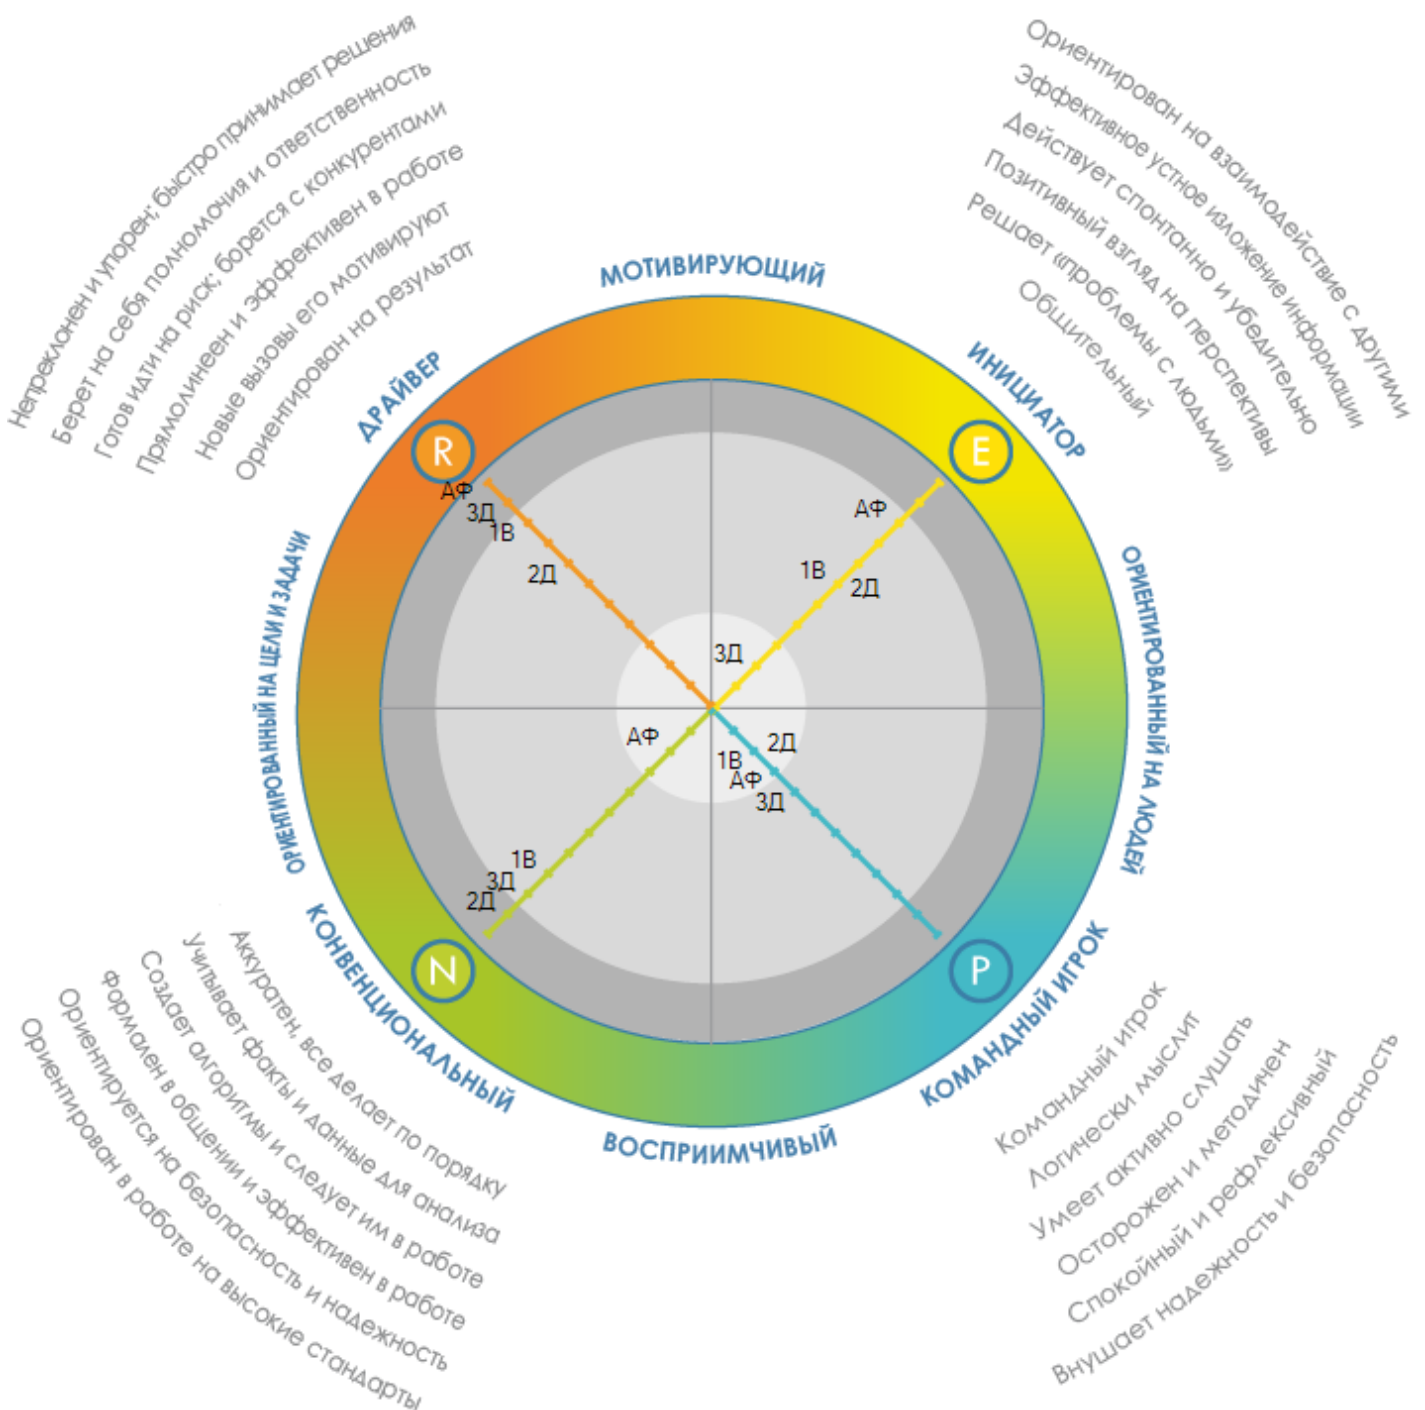 Непреклонен и упорен; быстро принимает решения
Берет на себя полномочия и ответственность
Готов идти на риск; борется с конкурентами
Прямолинеен и эффективен в работе
Новые вызовы его мотивируют
Ориентирован на результат
Ориентирован на взаимодействие с другими
Эффективное устное изложение информации
Действует спонтанно и убедительно
Позитивный взгляд на перспективы
Решает «проблемы с людьми»
Общительный
МОТИВИРУЮЩИЙ
ДРАЙВЕР
ИНИЦИАТОР
R
E
АФ
3Д
1В
2Д
АФ
1В
2Д
3Д
ОРИЕНТИРОВАННЫЙ НА ЦЕЛИ И ЗАДАЧИ
ОРИЕНТИРОВАННЫЙ НА ЛЮДЕЙ
АФ
1В
3Д
2Д
2Д
1В
АФ
3Д
N
P
КОНВЕНЦИОНАЛЬНЫЙ
КОМАНДНЫЙ ИГРОК
ВОСПРИИМЧИВЫЙ
Аккуратен, все делает по порядку
Учитывает факты и данные для анализа
Создает алгоритмы и следует им в работе
Формален в общении и эффективен в работе
Ориентируется на безопасность и надежность
Ориентирован в работе на высокие стандарты
Командный игрок
Логически мыслит
Умеет активно слушать
Осторожен и методичен
Спокойный и рефлексивный
Внушает надежность и безопасность